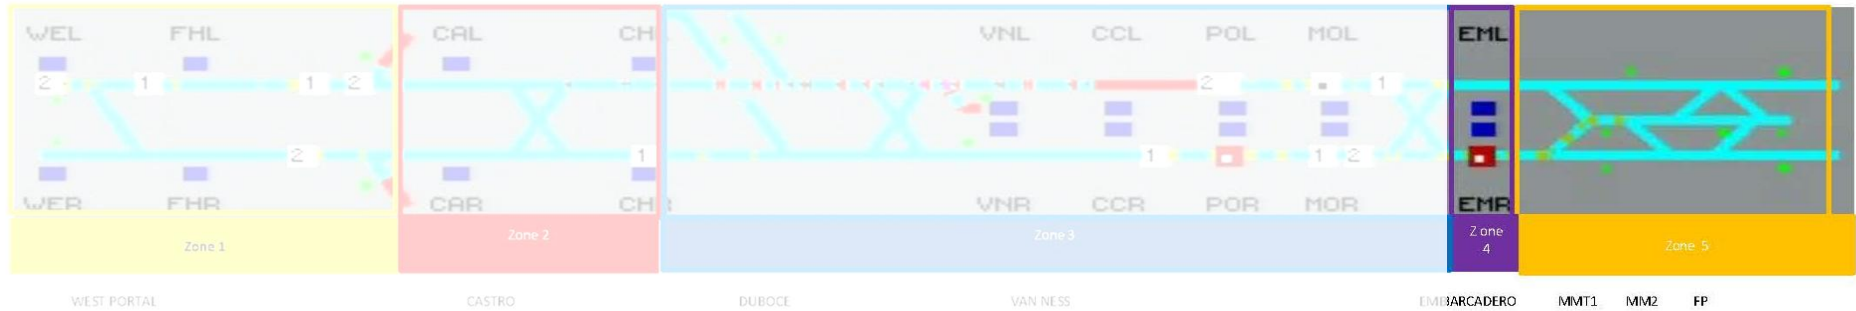 WEL FHL CAL CH VNL CCL POL MOL EML
2 1 1 2 2 1
2 1 1 1 2
WER FHR CAR CH VNR CCR POR MOR EMR
Zone 1 Zone 2 Zone 3 Zone 4 Zone 5
WEST PORTAL CASTRO DUBOCE VAN NESS EMBARCADERO MMT1 MM2 FP